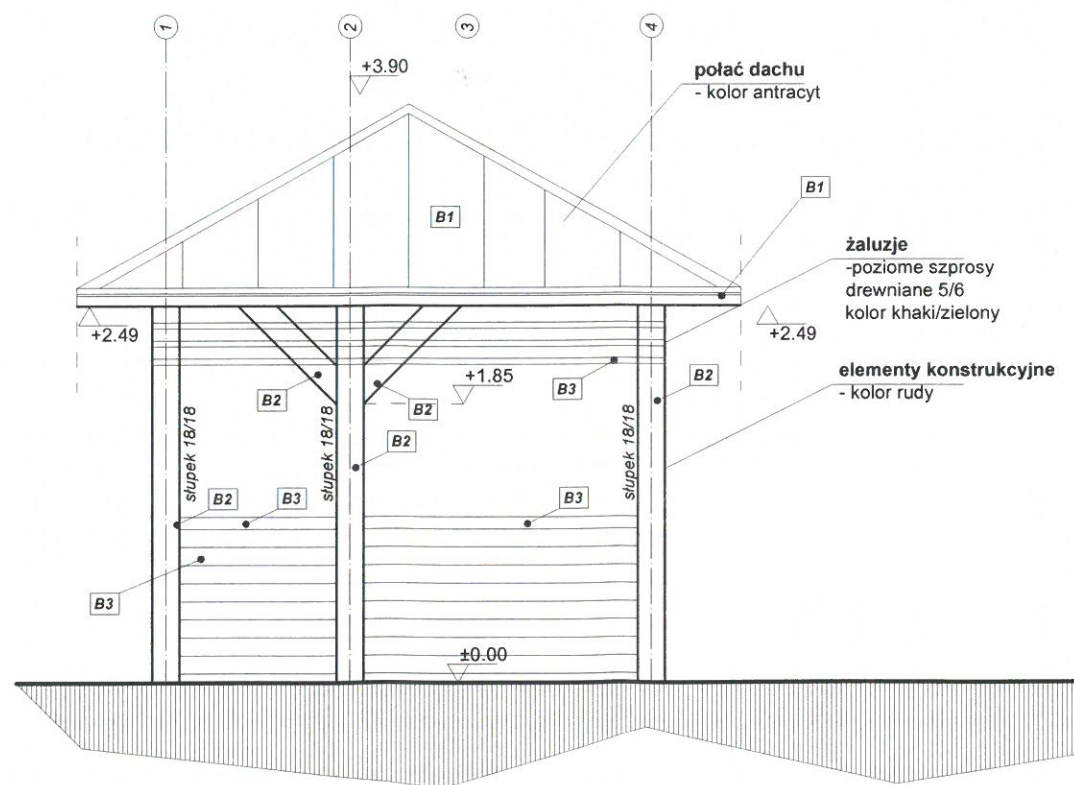 1
2
3
4
+3.90
połać dachu
- kolor antracyt
B1
B1
żaluzje
-poziome szprosy
drewniane 5/6
kolor khaki/zielony
+2.49
+2.49
elementy konstrukcyjne
- kolor rudy
+1.85
B2
B2
B3
B2
B2
słupek 18/18
słupek 18/18
słupek 18/18
B2
B3
B3
B3
±0.00